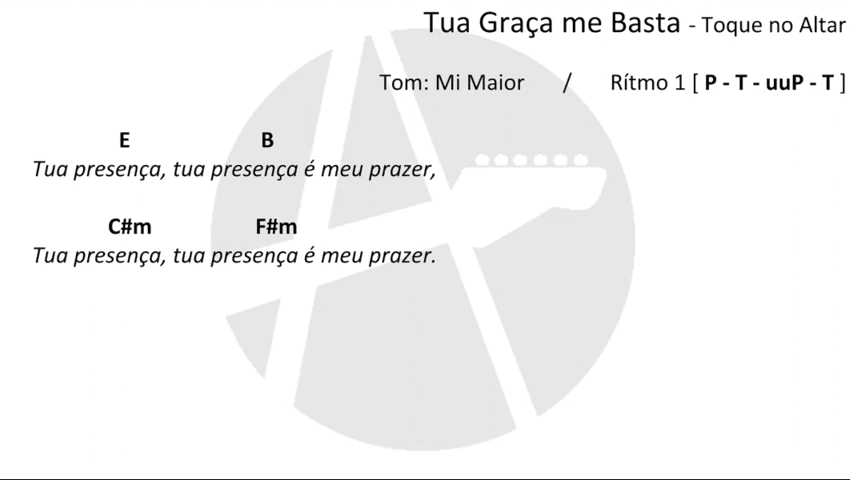 Tua Graça me Basta - Toque no Altar
Tom: Mi Maior / Rítmo 1 [ P - T - uuP - T ]
E B
Tua presença, tua presença é meu prazer,
C#m F#m
Tua presença, tua presença é meu prazer.